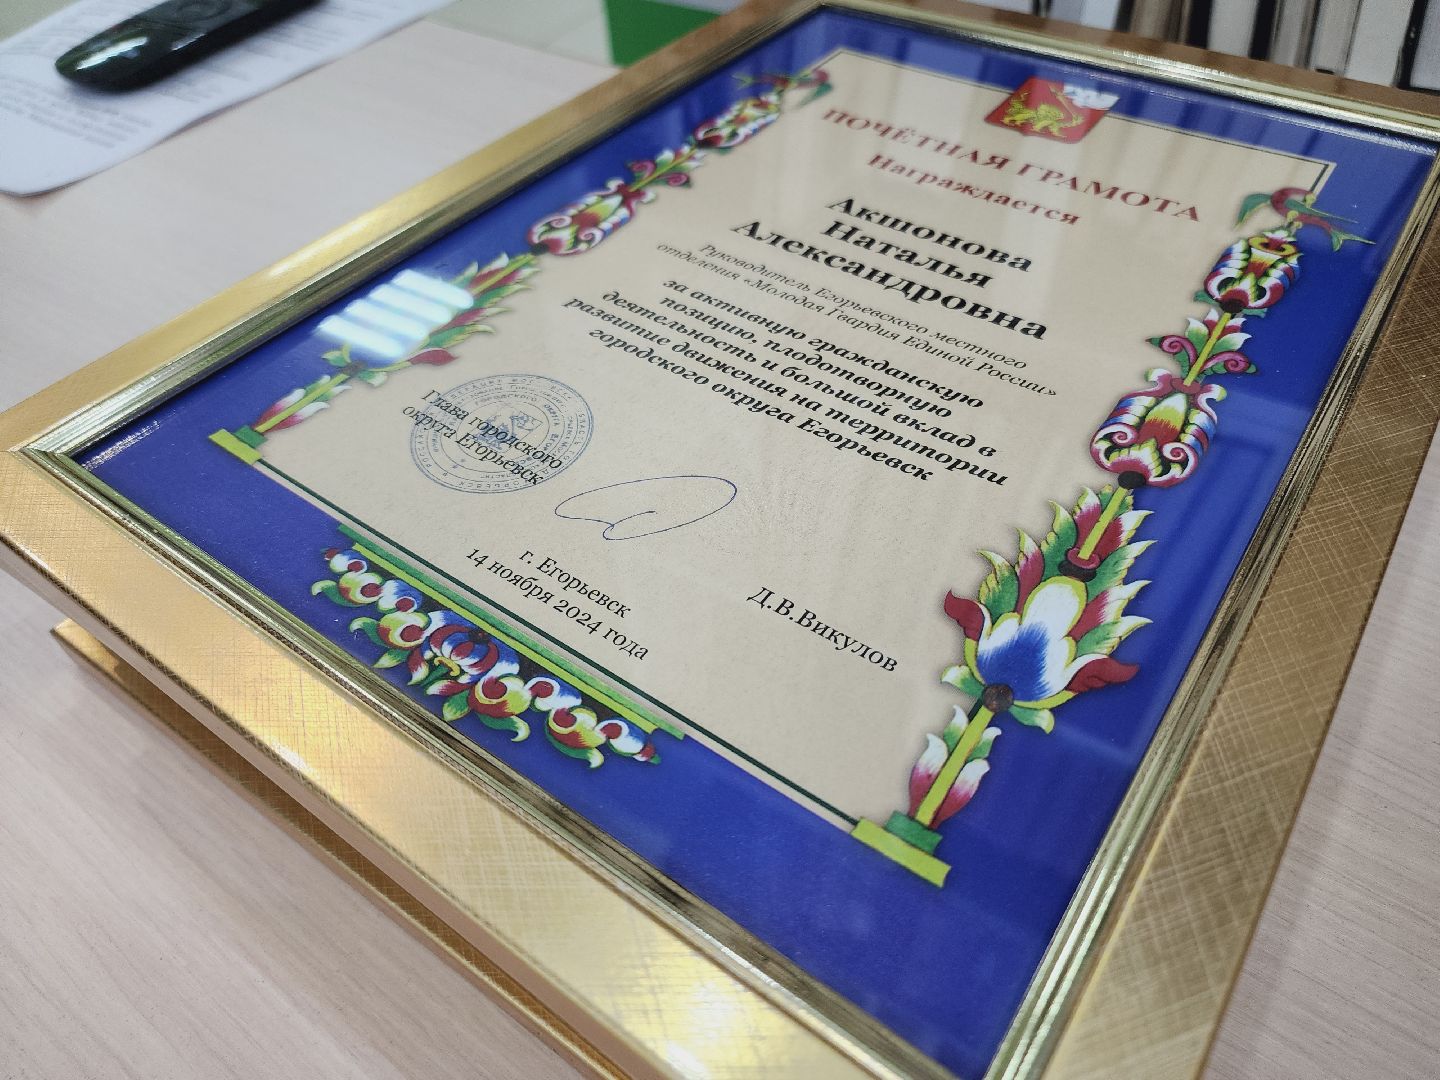 ПОЧЁТНАЯ ГРАМОТА
Награждается
Акшонова
Наталья
Александровна
Руководитель Егорьевского местного
отделения «Молодая Гвардия Единой России»
за активную гражданскую
позицию, плодотворную
деятельность и большой вклад в
развитие движения на территории
городского округа Егорьевск
Глава городского
округа Егорьевск
Д.В.Викулов
г. Егорьевск
14 ноября 2024 года